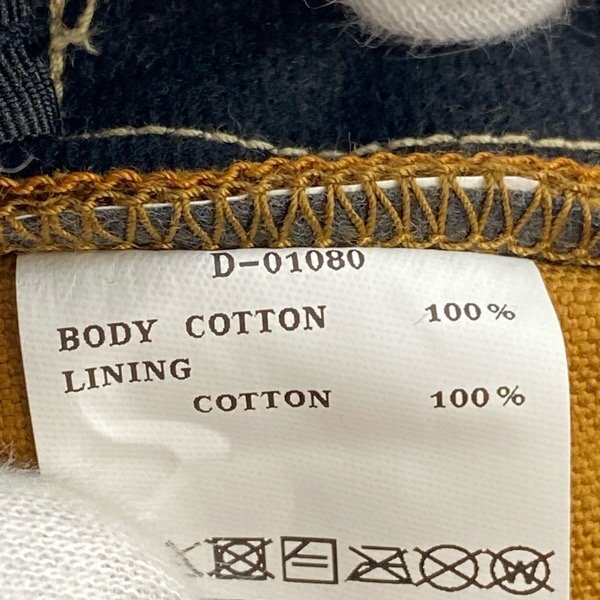 D-01080
BODY COTTON 100%
LINING
COTTON 100%
W